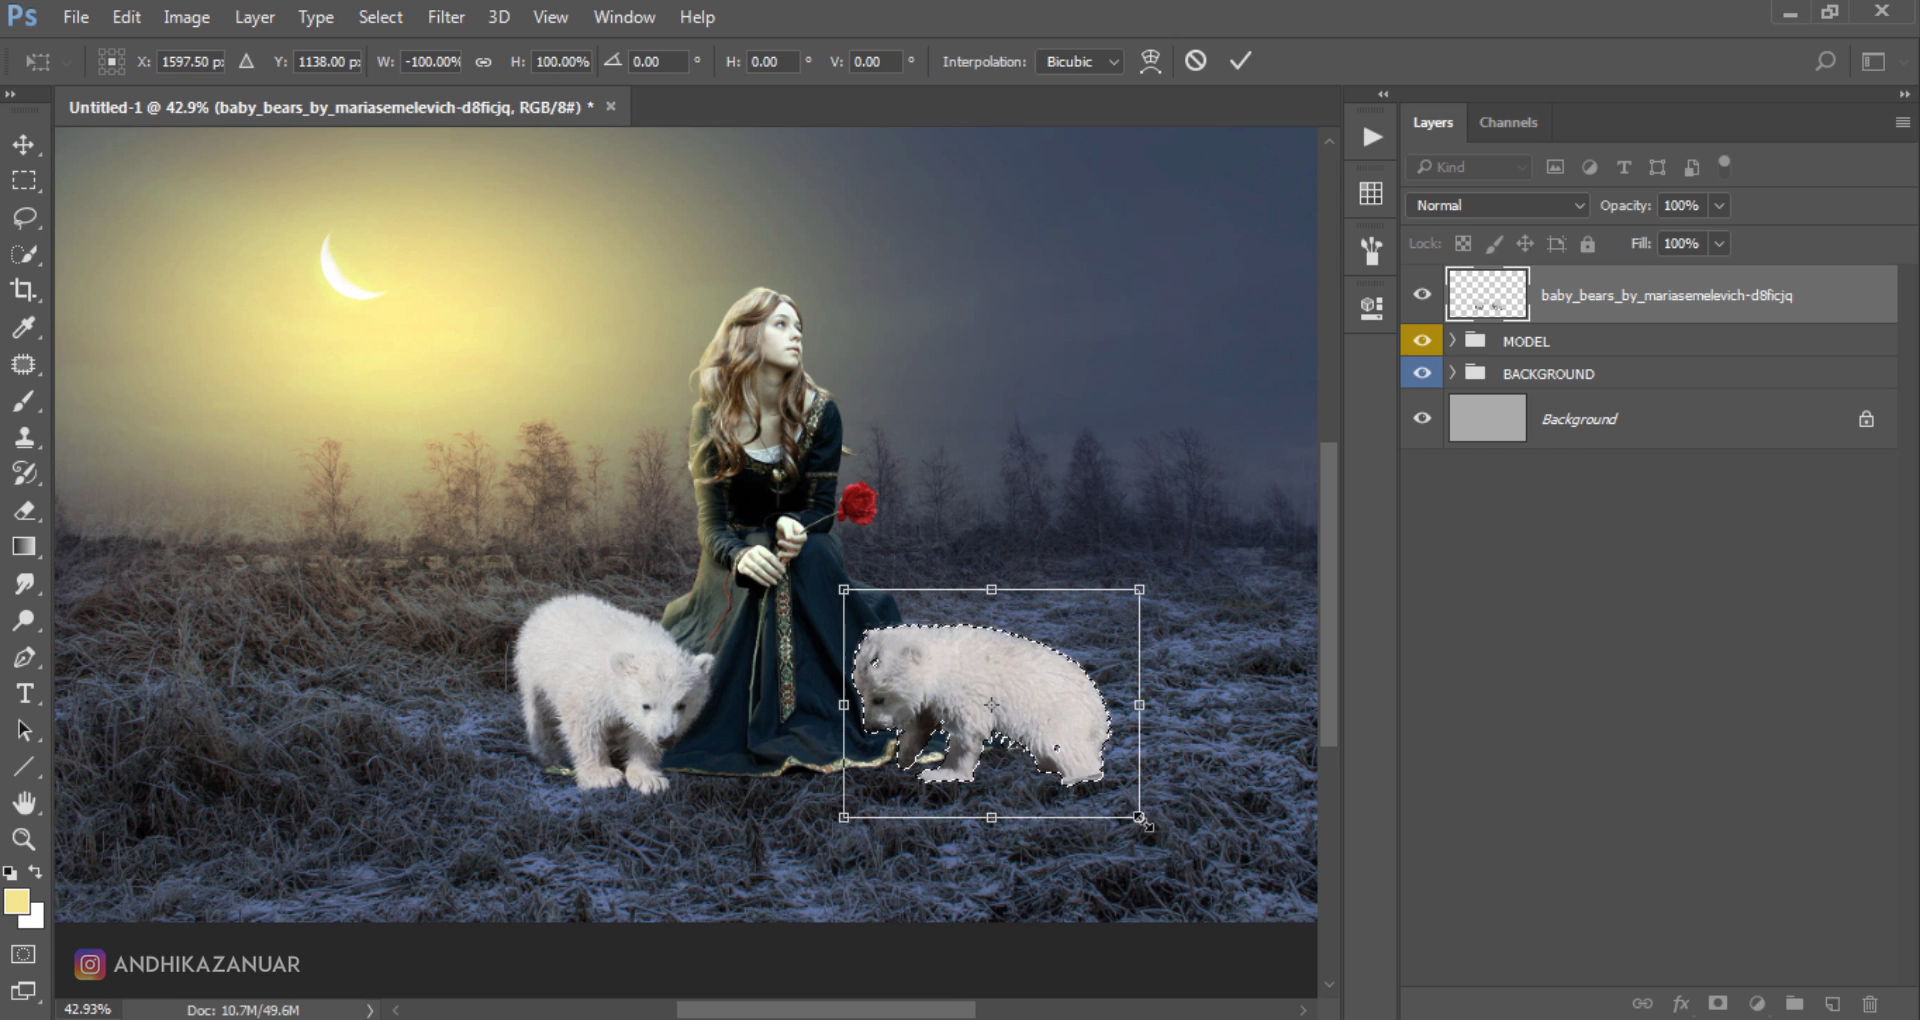 Ps File Edit Image Layer Type Select Filter 3D View Window Help
X: 1597.50 p Y: 1138.00 p W: -100.00% H: 100.00% 0.00 ° H: 0.00 ° V: 0.00 ° Interpolation: Bicubic
Untitled-1 @ 42.9% (baby_bears_by_mariasemelevich-d8ficjq, RGB/8#) *
Layers Channels
Kind
Normal Opacity: 100%
Lock: Fill: 100%
baby_bears_by_mariasemelevich-d8ficjq
MODEL
BACKGROUND
Background
ANDHIKAZANUAR
42.93% Doc: 10.7M/49.6M